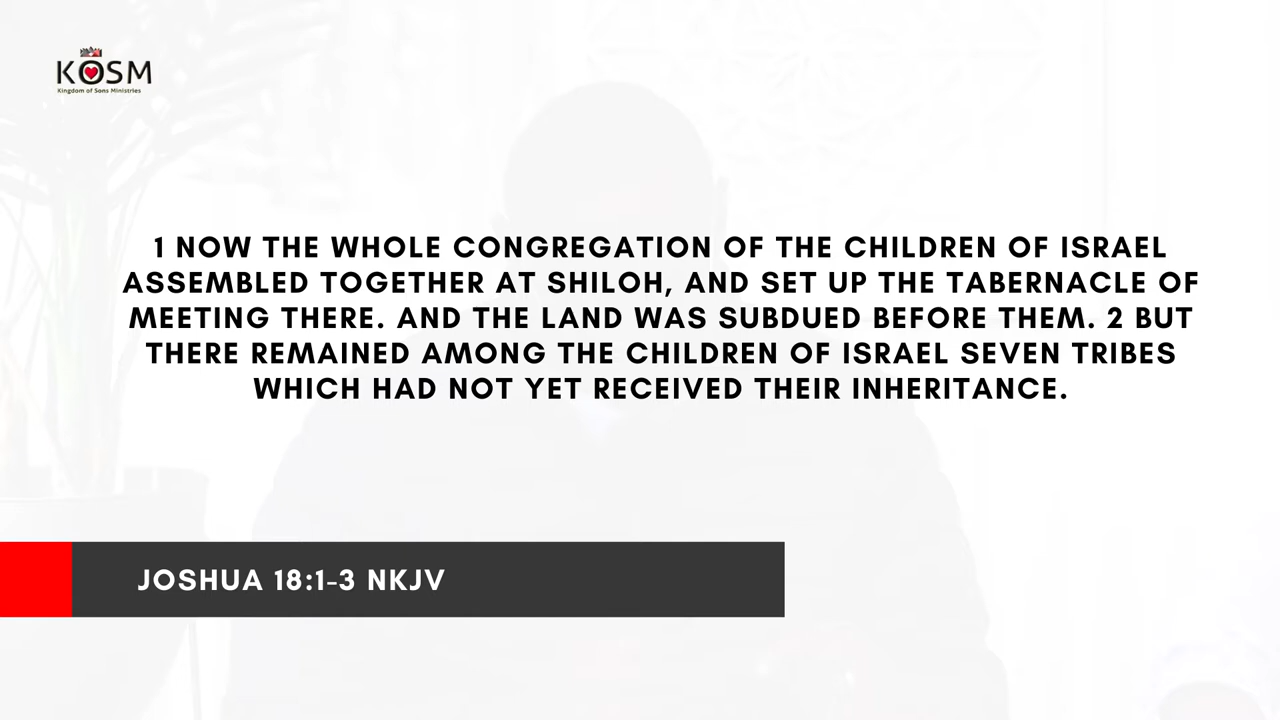 KOSM
Kingdom of Sons Ministries
1 NOW THE WHOLE CONGREGATION OF THE CHILDREN OF ISRAEL
ASSEMBLED TOGETHER AT SHILOH, AND SET UP THE TABERNACLE OF
MEETING THERE. AND THE LAND WAS SUBDUED BEFORE THEM. 2 BUT
THERE REMAINED AMONG THE CHILDREN OF ISRAEL SEVEN TRIBES
WHICH HAD NOT YET RECEIVED THEIR INHERITANCE.
JOSHUA 18:1-3 NKJV